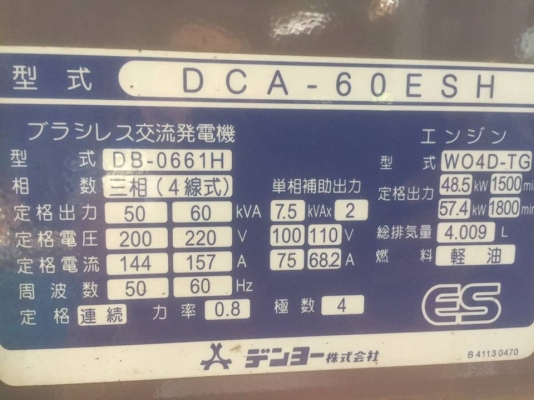 型式 DCA-60ESH
ブラシレス交流発電機
型式 DB-0661H
相数 三相(4線式) 単相補助出力
定格出力 50 60 kVA 7.5 kVA× 2
定格電圧 200 220 V 100 110 V
定格電流 144 157 A 75 68.2 A
周波数 50 60 Hz
定格 連続 力率 0.8 極数 4
エンジン
型式 WO4D-TG
定格出力 48.5 kW 1500 min
57.4 kW 1800 min
総排気量 4.009 L
燃料 軽油
ES
デンヨー株式会社
B 4113 0470